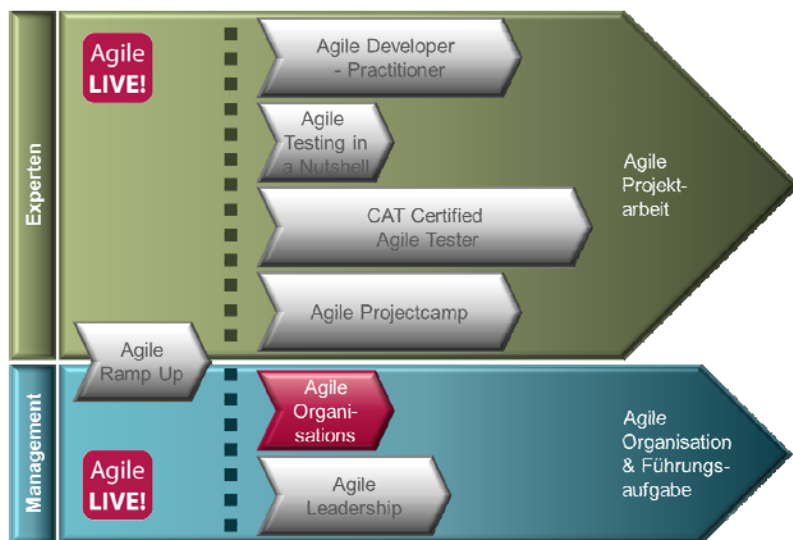 Experten
Agile
LIVE!
Agile Developer
- Practitioner
Agile
Testing in
a Nutshell
CAT Certified
Agile Tester
Agile Projectcamp
Agile
Projekt-
arbeit
Agile
Ramp Up
Management
Agile
LIVE!
Agile
Organi-
sations
Agile
Leadership
Agile
Organisation
& Führungs-
aufgabe